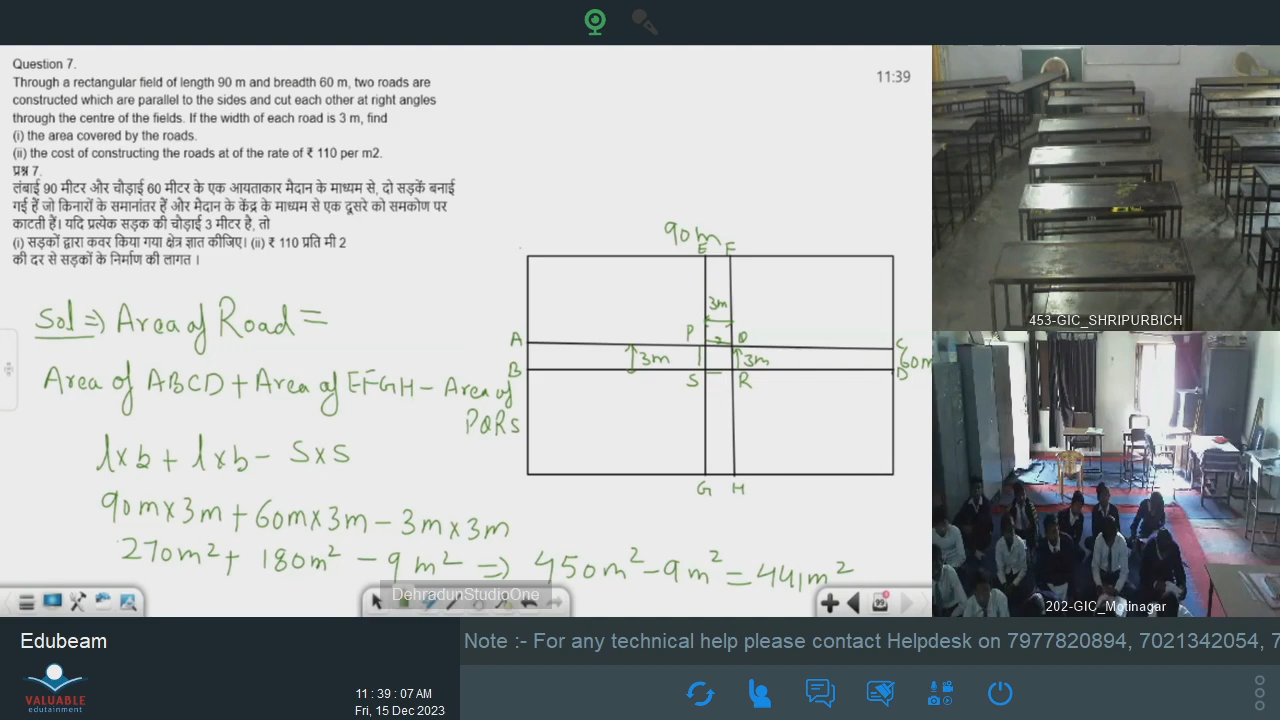 Question 7.
Through a rectangular field of length 90 m and breadth 60 m, two roads are
constructed which are parallel to the sides and cut each other at right angles
through the centre of the fields. If the width of each road is 3 m, find
(i) the area covered by the roads.
(ii) the cost of constructing the roads at of the rate of ₹ 110 per m2.
प्रश्न 7.
लंबाई 90 मीटर और चौड़ाई 60 मीटर के एक आयताकार मैदान के माध्यम से, दो सड़कें बनाई
गई हैं जो किनारों के समानांतर हैं और मैदान के केंद्र के माध्यम से एक दूसरे को समकोण पर
काटती हैं। यदि प्रत्येक सड़क की चौड़ाई 3 मीटर है, तो
(i) सड़कों द्वारा कवर किया गया क्षेत्र ज्ञात कीजिए। (ii) ₹ 110 प्रति मी 2
की दर से सड़कों के निर्माण की लागत ।
11:39
Sol ⇒ Area of Road =
Area of ABCD + Area of EFGH - Area of
PQRS
l×b + l×b - S×S
90m×3m + 60m×3m - 3m×3m
270m² + 180m² - 9m² ⇒ 450m² - 9m² = 441m²
90m
E F
3m
A P Q C
3m 3m 60m
B S R D
G H
DehradunStudioOne
453-GIC_SHRIPURBICH
202-GIC_Motinagar
Edubeam
Note :- For any technical help please contact Helpdesk on 7977820894, 7021342054, 7
VALUABLE
edutainment
11 : 39 : 07 AM
Fri, 15 Dec 2023